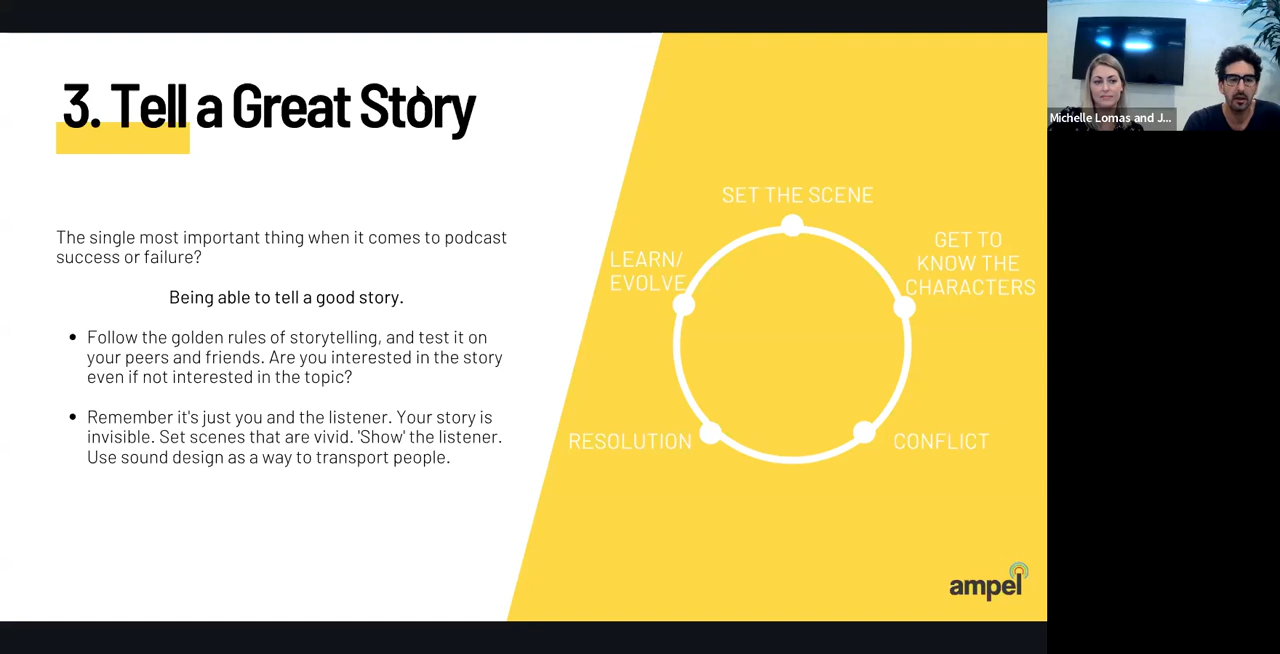 3. Tell a Great Story
The single most important thing when it comes to podcast
success or failure?
Being able to tell a good story.
• Follow the golden rules of storytelling, and test it on
your peers and friends. Are you interested in the story
even if not interested in the topic?
• Remember it's just you and the listener. Your story is
invisible. Set scenes that are vivid. 'Show' the listener.
Use sound design as a way to transport people.
SET THE SCENE
GET TO
KNOW THE
CHARACTERS
CONFLICT
RESOLUTION
LEARN/
EVOLVE
ampel
Michelle Lomas and J...